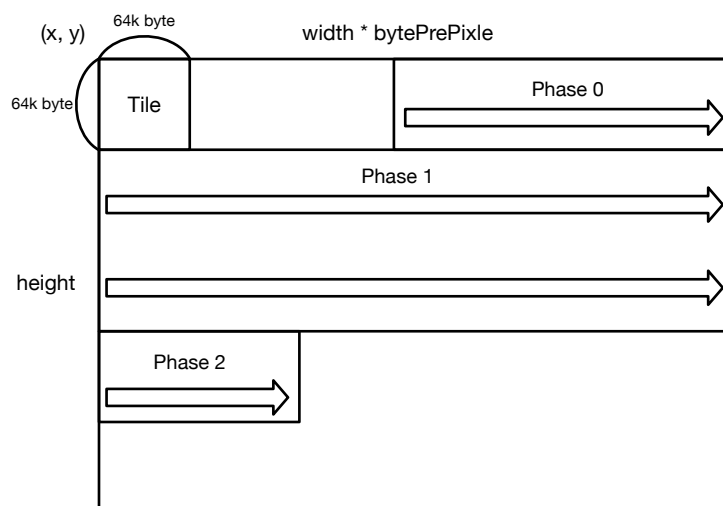 64k byte
(x, y)
width * bytePrePixle
64k byte
Tile
Phase 0
Phase 1
height
Phase 2